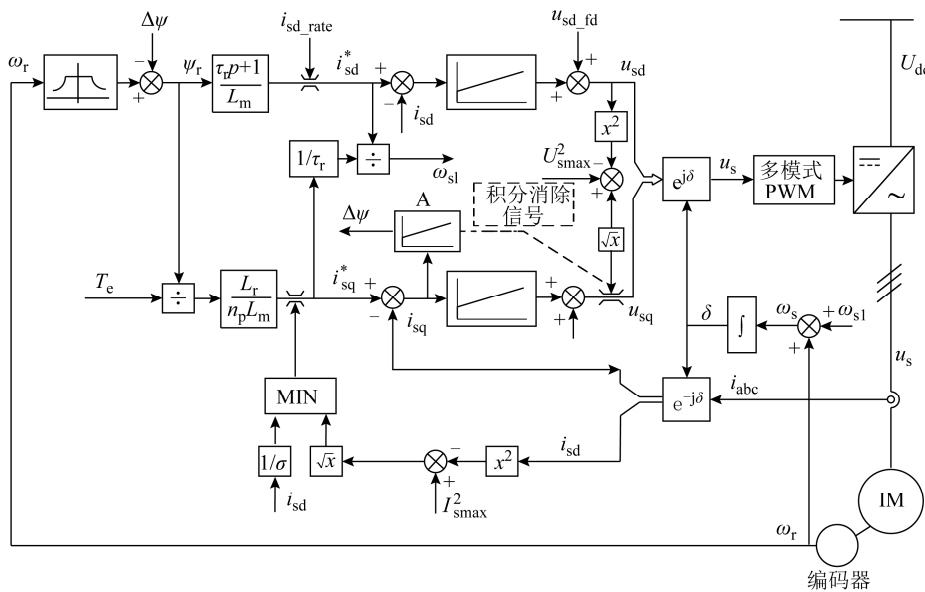 Δψ
i_sd_rate
u_sd_fd
ω_r
ψ_r
i*_sd
u_sd
U_dc
− +
τ_r p+1
L_m
+ −
i_sd
+ +
x²
1/τ_r
÷
ω_sl
U²_smax
− +
e^jδ
u_s
多模式
PWM
~
Δψ
A
积分消除
信号
√x
T_e
÷
L_r
n_p L_m
i*_sq
+ −
i_sq
+ +
u_sq
δ
∫
ω_s
+ ω_s1
+
u_s
MIN
e^−jδ
i_abc
1/σ
√x
− +
x²
i_sd
i_sd
I²_smax
IM
ω_r
编码器